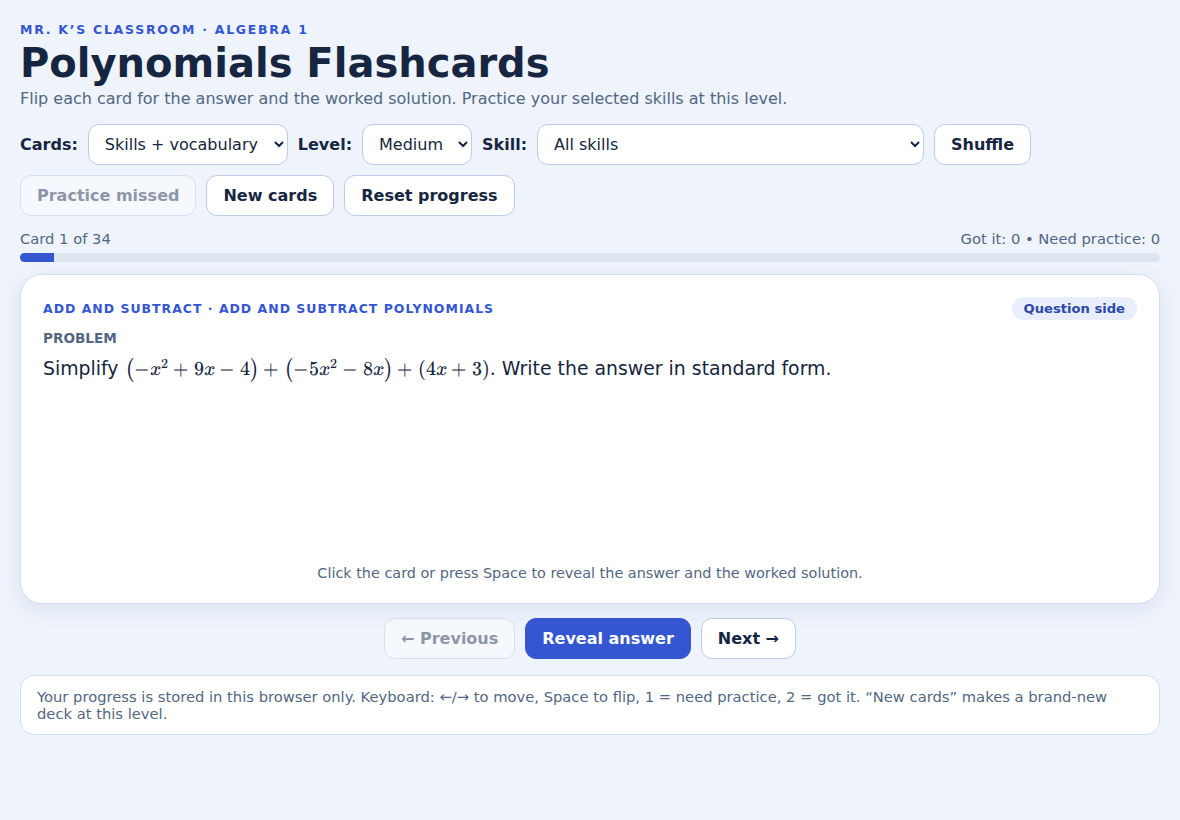 MR. K’S CLASSROOM · ALGEBRA 1
Polynomials Flashcards
Flip each card for the answer and the worked solution. Practice your selected skills at this level.
Cards: Skills + vocabulary Level: Medium Skill: All skills Shuffle
Practice missed New cards Reset progress
Card 1 of 34 Got it: 0 • Need practice: 0
ADD AND SUBTRACT · ADD AND SUBTRACT POLYNOMIALS Question side
PROBLEM
Simplify (−x² + 9x − 4) + (−5x² − 8x) + (4x + 3). Write the answer in standard form.
Click the card or press Space to reveal the answer and the worked solution.
← Previous Reveal answer Next →
Your progress is stored in this browser only. Keyboard: ←/→ to move, Space to flip, 1 = need practice, 2 = got it. “New cards” makes a brand-new
deck at this level.